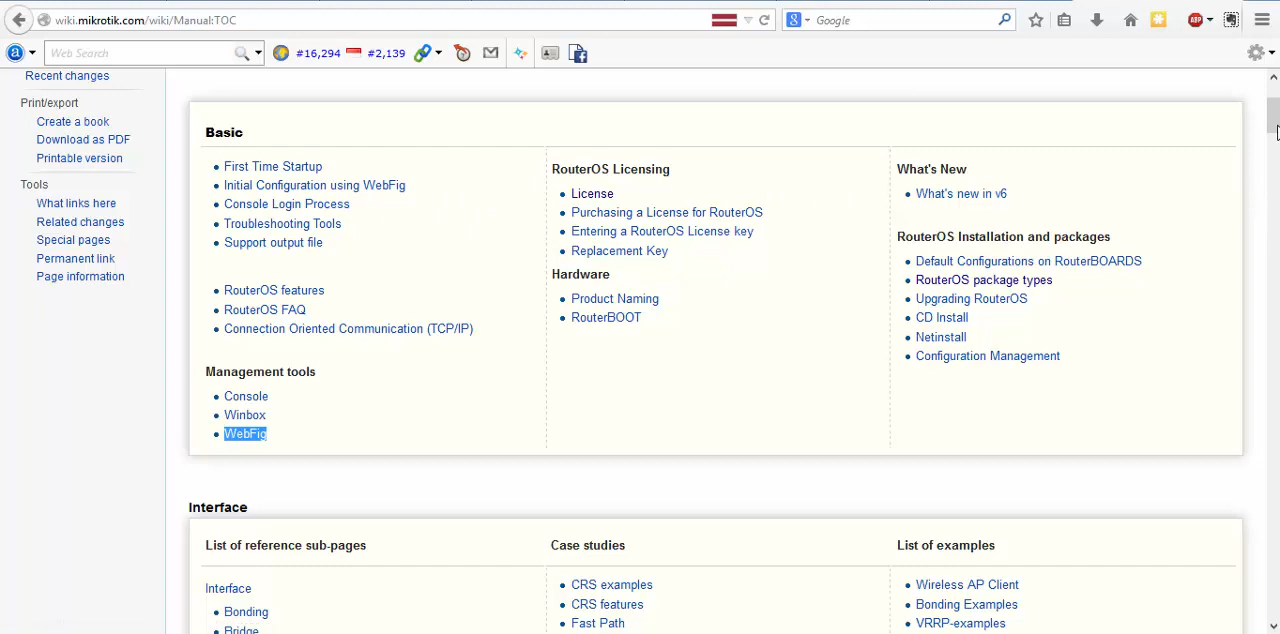 wiki.mikrotik.com/wiki/Manual:TOC
Google
Web Search
#16,294
#2,139
ABP
Recent changes
Print/export
Create a book
Download as PDF
Printable version
Tools
What links here
Related changes
Special pages
Permanent link
Page information
Basic
First Time Startup
Initial Configuration using WebFig
Console Login Process
Troubleshooting Tools
Support output file
RouterOS features
RouterOS FAQ
Connection Oriented Communication (TCP/IP)
Management tools
Console
Winbox
WebFig
RouterOS Licensing
License
Purchasing a License for RouterOS
Entering a RouterOS License key
Replacement Key
Hardware
Product Naming
RouterBOOT
What's New
What's new in v6
RouterOS Installation and packages
Default Configurations on RouterBOARDS
RouterOS package types
Upgrading RouterOS
CD Install
Netinstall
Configuration Management
Interface
List of reference sub-pages
Interface
Bonding
Bridge
Case studies
CRS examples
CRS features
Fast Path
List of examples
Wireless AP Client
Bonding Examples
VRRP-examples